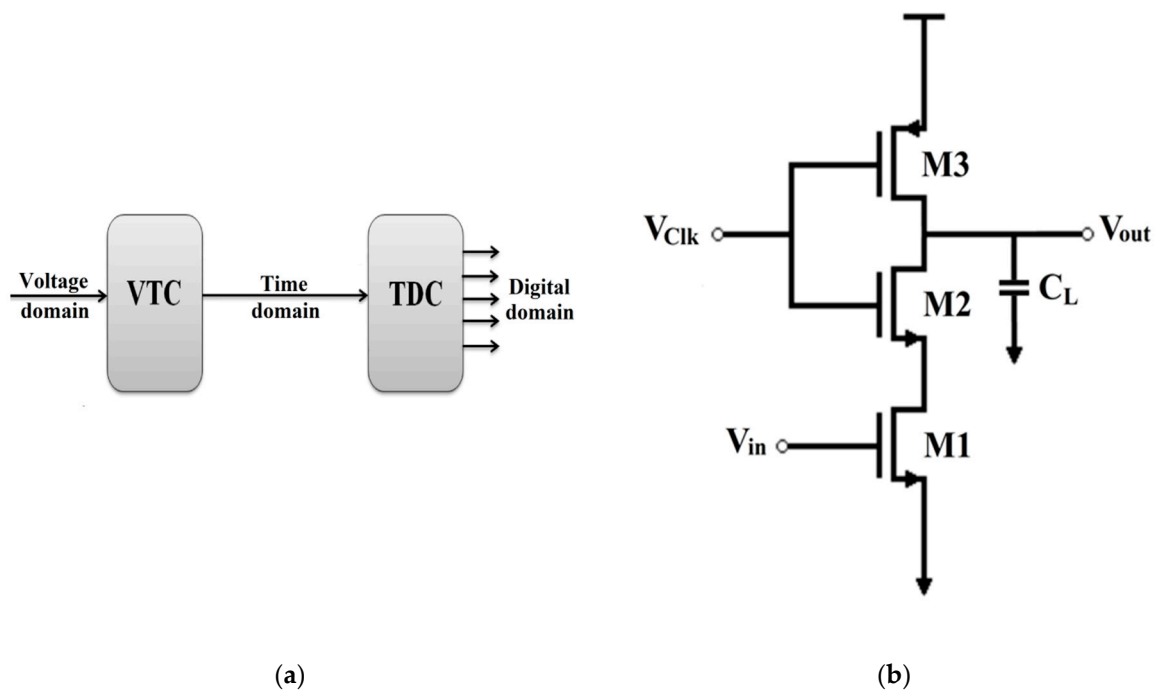 Voltage
domain
VTC
Time
domain
TDC
Digital
domain
(a)
M3
VClk
Vout
M2
CL
Vin
M1
(b)